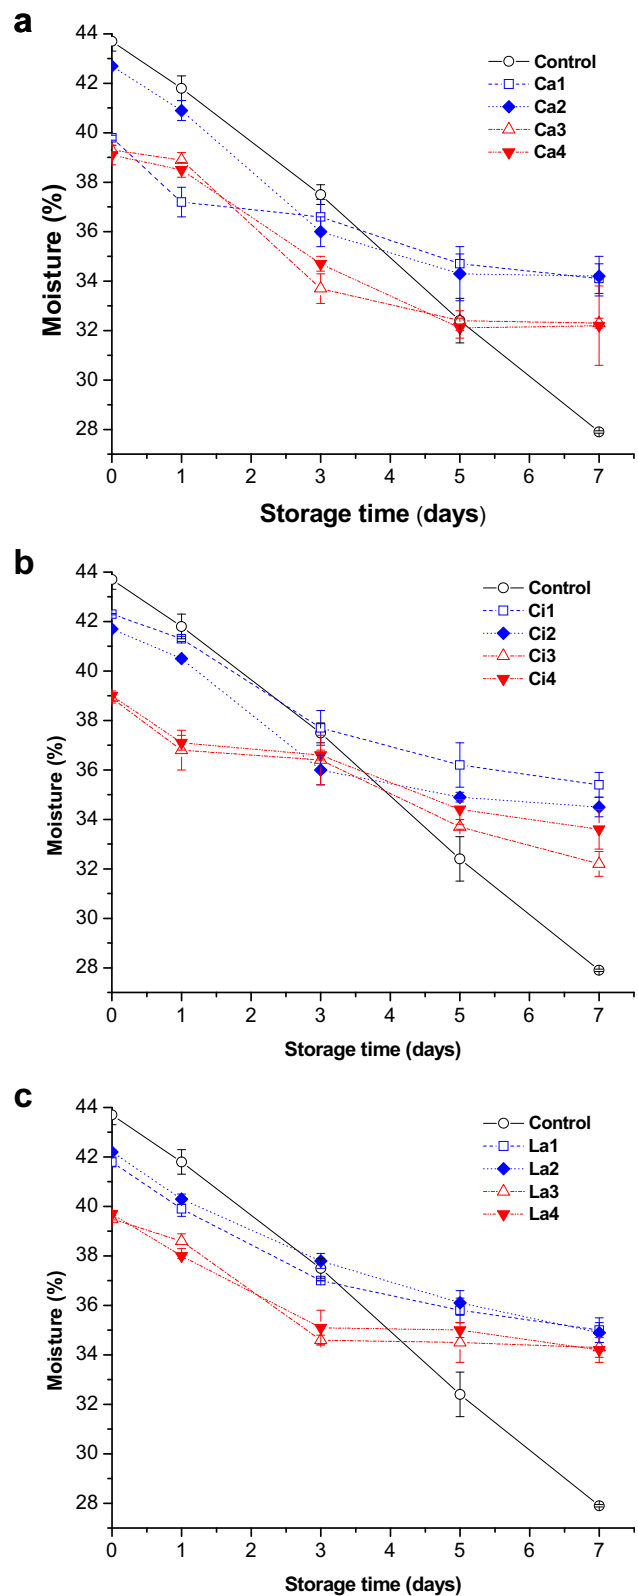 a
44
42
40
38
36
34
32
30
28
Moisture (%)
Control
Ca1
Ca2
Ca3
Ca4
0 1 2 3 4 5 6 7
Storage time (days)
b
44
42
40
38
36
34
32
30
28
Moisture (%)
Control
Ci1
Ci2
Ci3
Ci4
0 1 2 3 4 5 6 7
Storage time (days)
c
44
42
40
38
36
34
32
30
28
Moisture (%)
Control
La1
La2
La3
La4
0 1 2 3 4 5 6 7
Storage time (days)